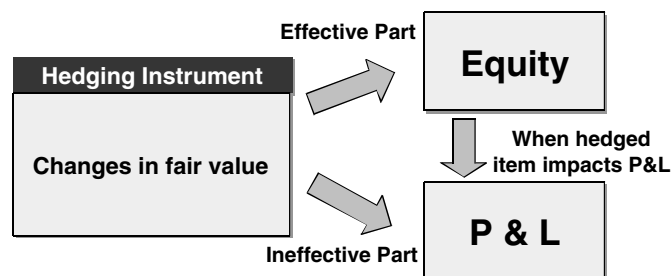 Effective Part
Equity
Hedging Instrument
Changes in fair value
When hedged
item impacts P&L
P & L
Ineffective Part